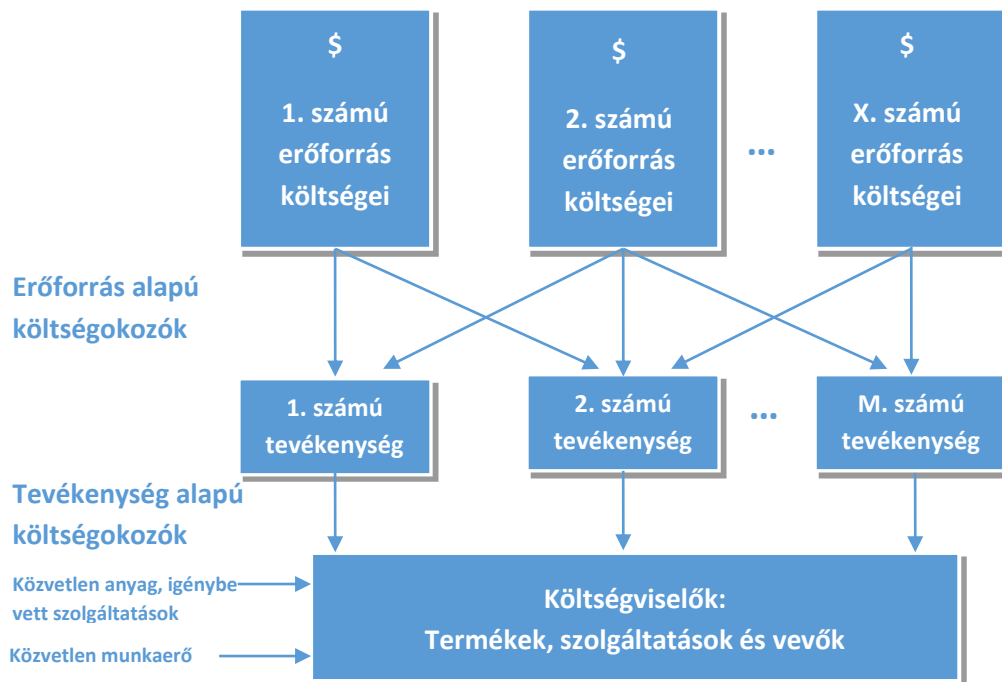 $
1. számú
erőforrás
költségei
$
2. számú
erőforrás
költségei
...
$
X. számú
erőforrás
költségei
Erőforrás alapú
költségokozók
1. számú
tevékenység
2. számú
tevékenység
...
M. számú
tevékenység
Tevékenység alapú
költségokozók
Közvetlen anyag, igénybe
vett szolgáltatások
Közvetlen munkaerő
Költségviselők:
Termékek, szolgáltatások és vevők